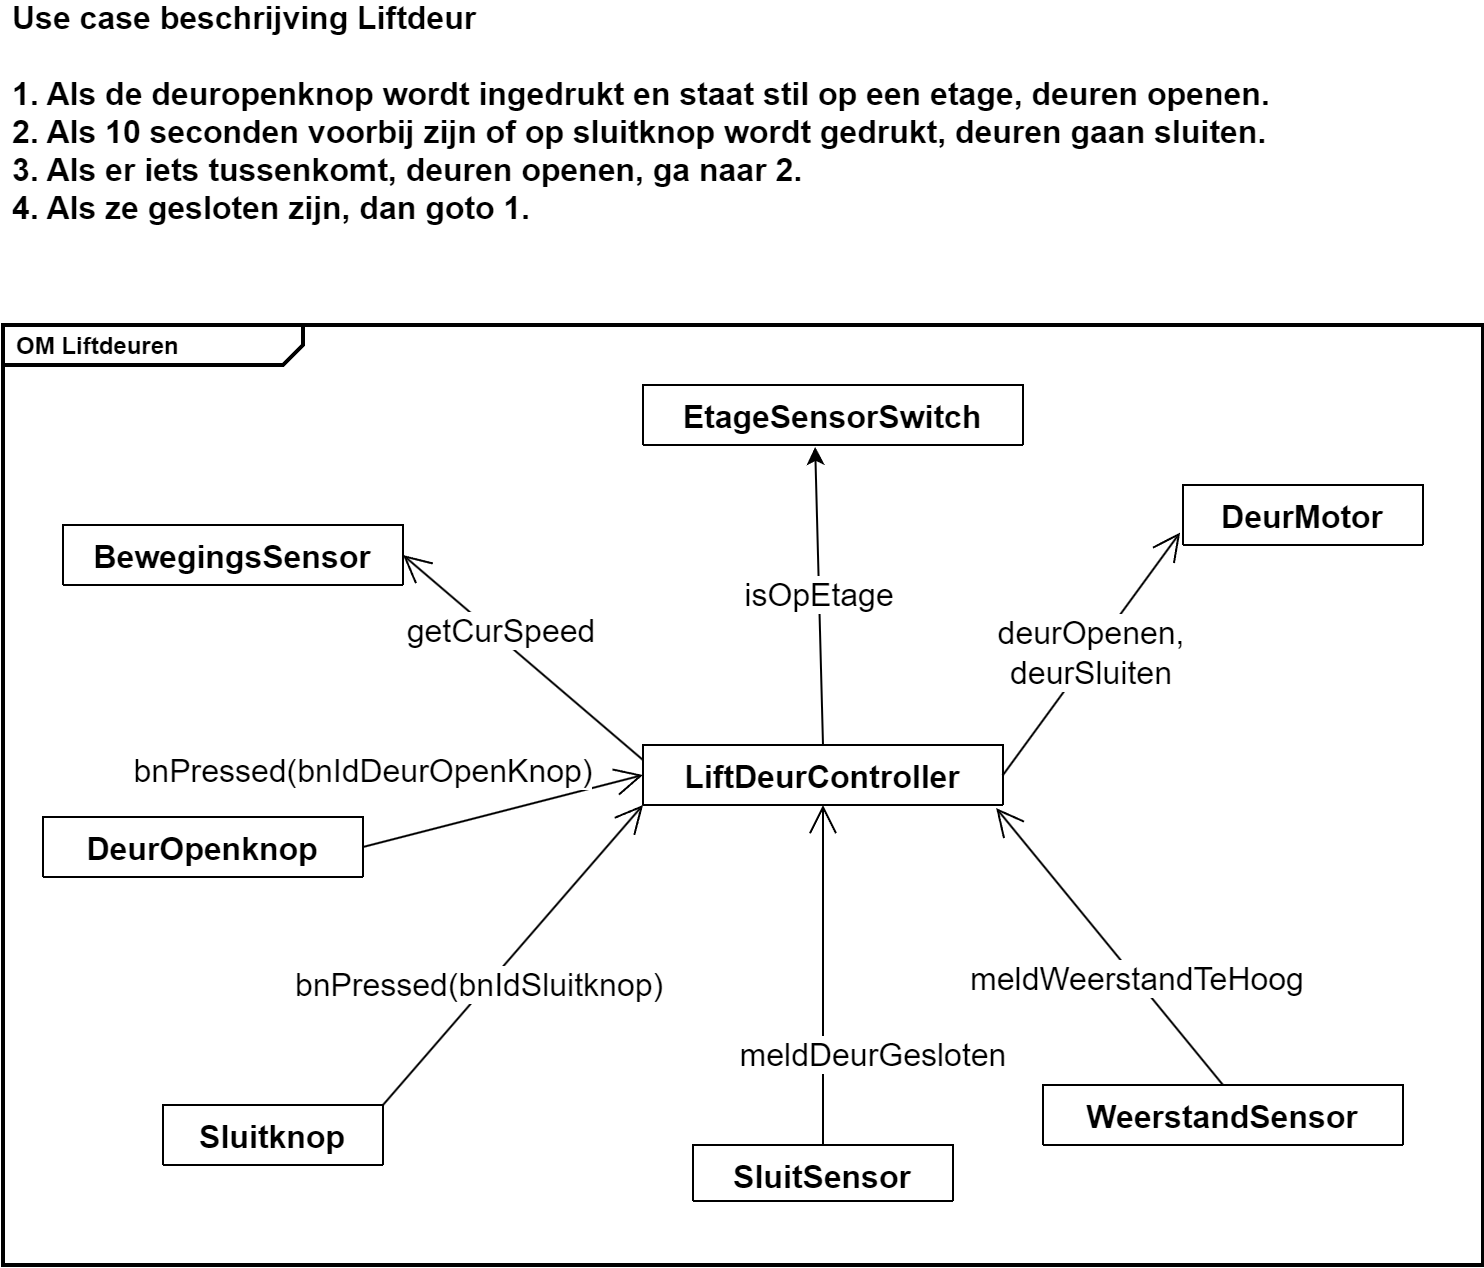 Use case beschrijving Liftdeur
1. Als de deuropenknop wordt ingedrukt en staat stil op een etage, deuren openen.
2. Als 10 seconden voorbij zijn of op sluitknop wordt gedrukt, deuren gaan sluiten.
3. Als er iets tussenkomt, deuren openen, ga naar 2.
4. Als ze gesloten zijn, dan goto 1.
OM Liftdeuren
EtageSensorSwitch
DeurMotor
BewegingsSensor
isOpEtage
getCurSpeed
deurOpenen,
deurSluiten
bnPressed(bnIdDeurOpenKnop)
LiftDeurController
DeurOpenknop
bnPressed(bnIdSluitknop)
meldWeerstandTeHoog
meldDeurGesloten
WeerstandSensor
Sluitknop
SluitSensor